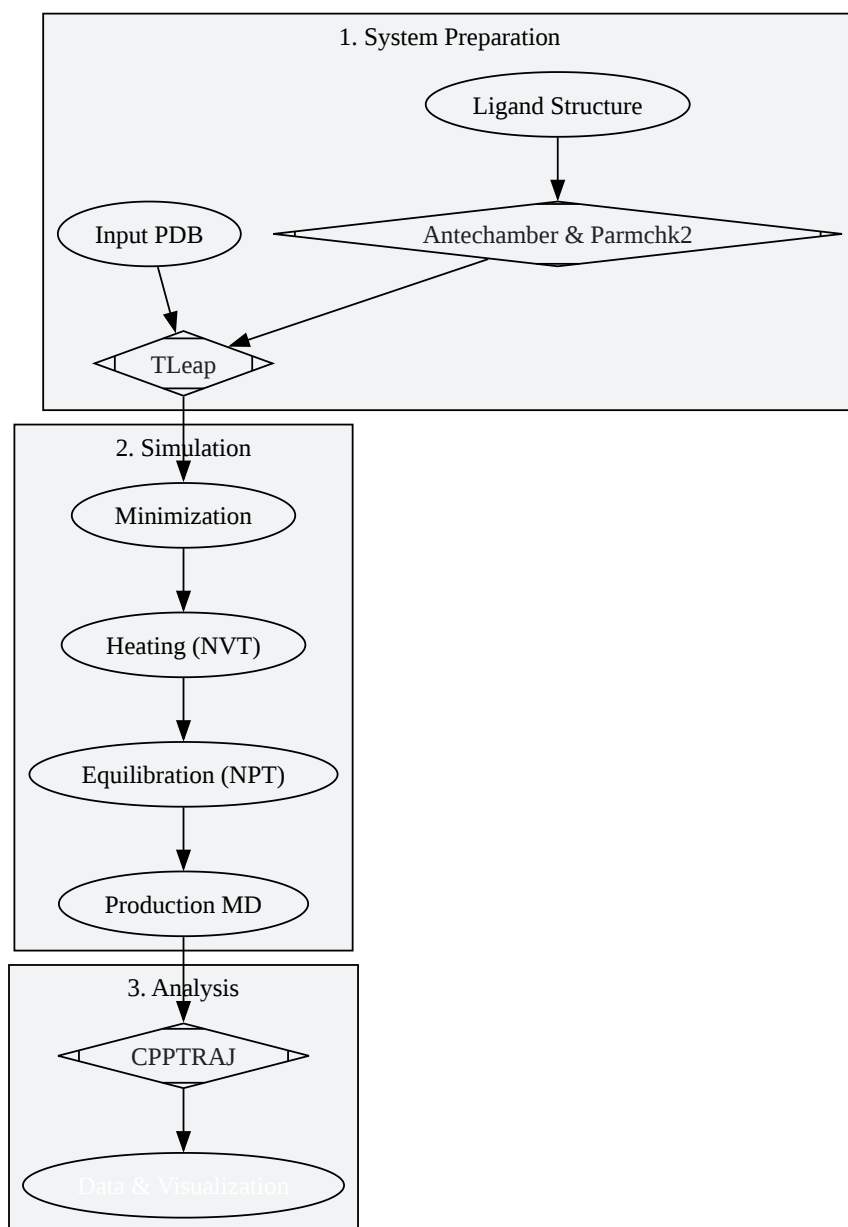 1. System Preparation
Ligand Structure
Input PDB
Antechamber & Parmchk2
TLeap
2. Simulation
Minimization
Heating (NVT)
Equilibration (NPT)
Production MD
3. Analysis
CPPTRAJ
Data & Visualization